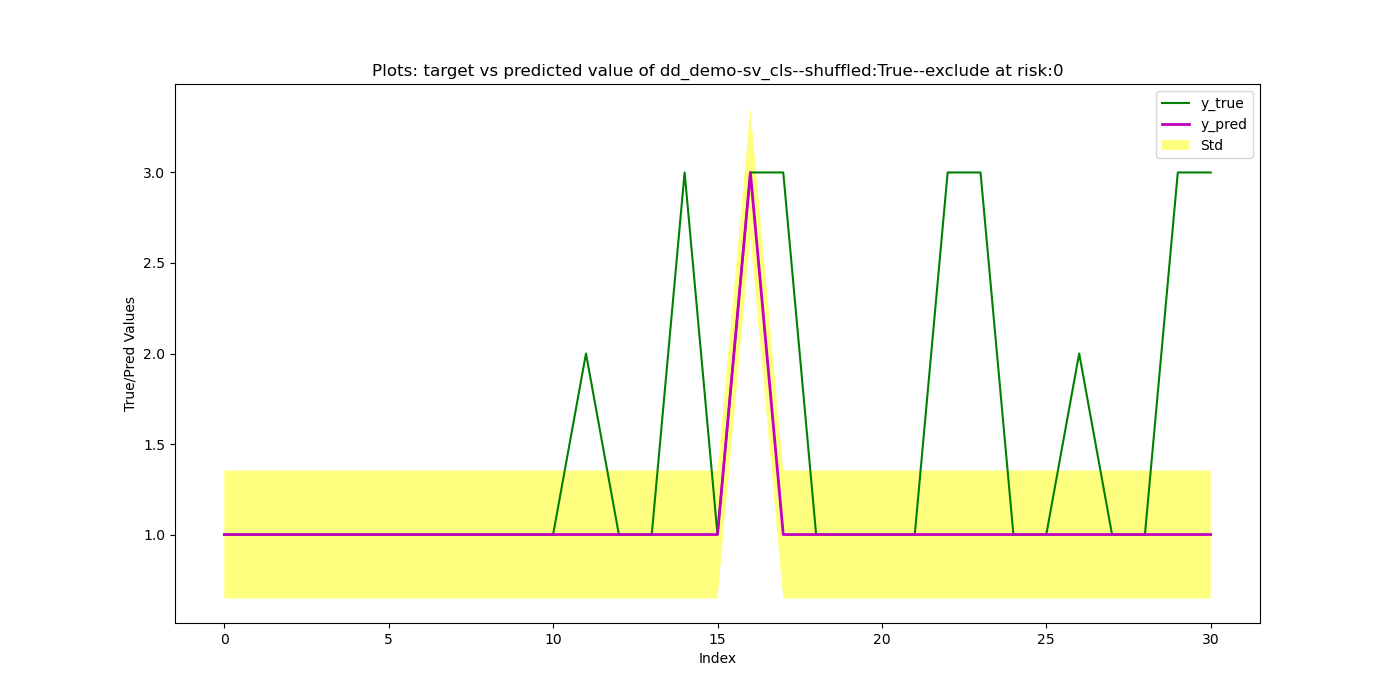 Plots: target vs predicted value of dd_demo-sv_cls--shuffled:True--exclude at risk:0
y_true
y_pred
Std
3.0
2.5
2.0
1.5
1.0
True/Pred Values
0 5 10 15 20 25 30
Index